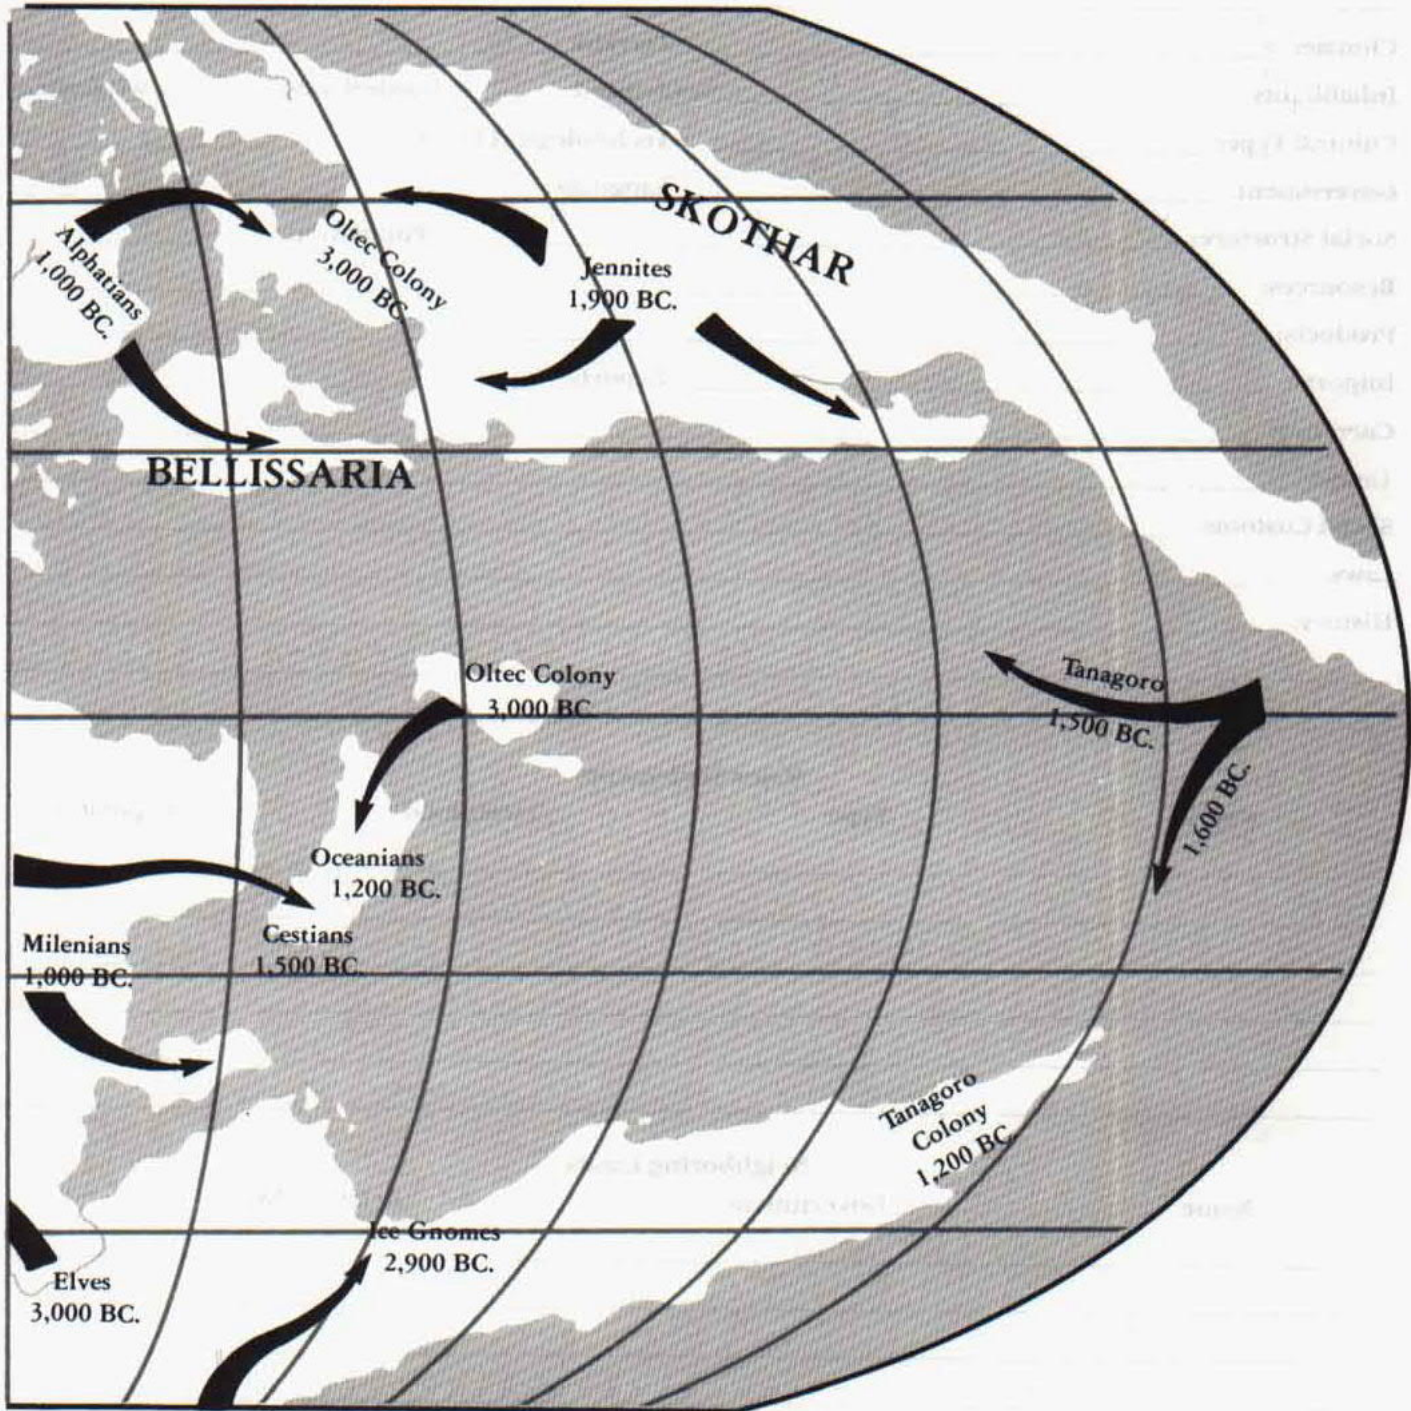 SKOTHAR
Alphatians
1,000 BC.
Oltec Colony
3,000 BC.
Jennites
1,900 BC.
BELLISSARIA
Oltec Colony
3,000 BC.
Tanagoro
1,500 BC.
1,600 BC.
Oceanians
1,200 BC.
Cestians
1,500 BC.
Milenians
1,000 BC.
Tanagoro
Colony
1,200 BC.
Ice Gnomes
2,900 BC.
Elves
3,000 BC.